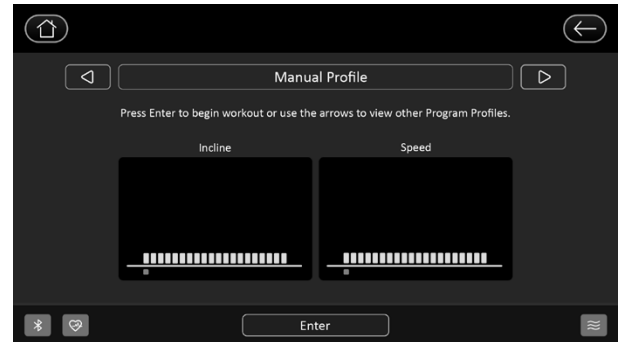 Manual Profile
Press Enter to begin workout or use the arrows to view other Program Profiles.
Incline Speed
Enter